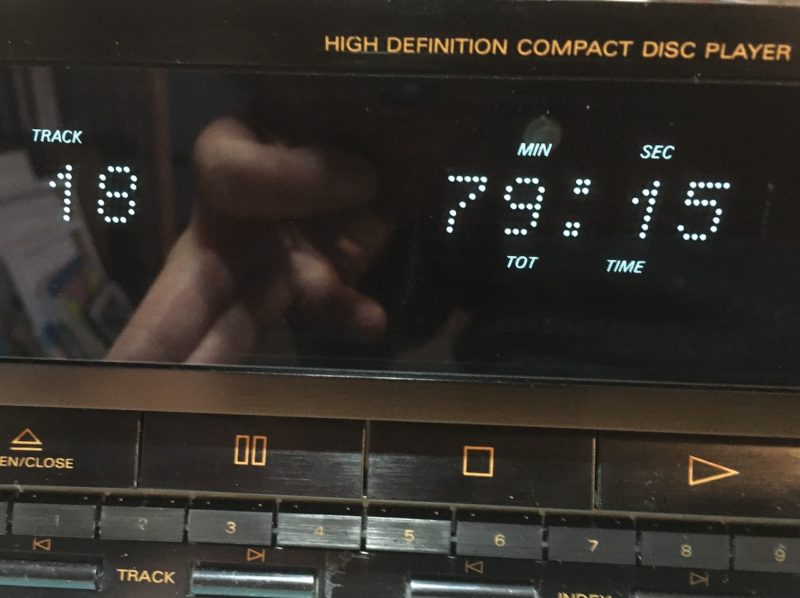 HIGH DEFINITION COMPACT DISC PLAYER
TRACK
MIN SEC
18 79:15
TOT TIME
EN/CLOSE
1 2 3 4 5 6 7 8 9
TRACK
INDEX